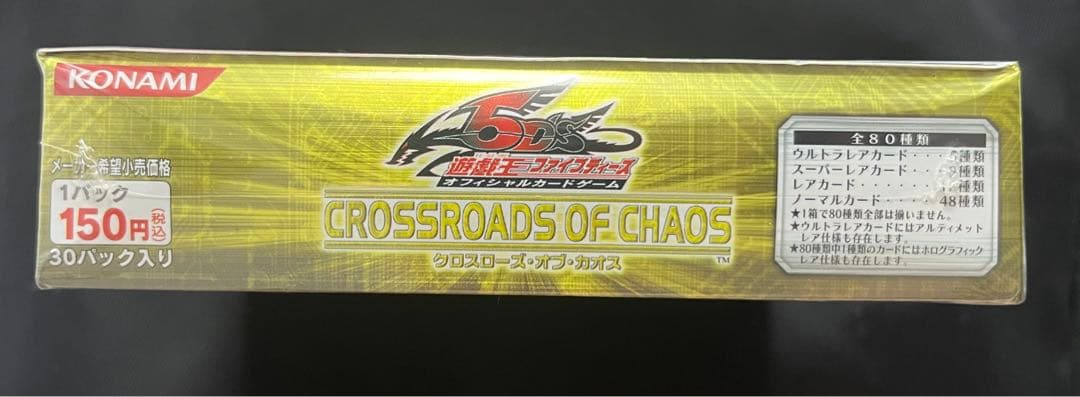 KONAMI
メーカー希望小売価格
1パック
150円(税込)
30パック入り
5D's
遊戯王ファイブディーズ
オフィシャルカードゲーム
CROSSROADS OF CHAOS
TM
クロスローズ・オブ・カオス
全80種類
ウルトラレアカード・・・・種類
スーパーレアカード・・・種類
レアカード・・・・・・・種類
ノーマルカード・・・・48種類
★1箱で80種類全部は揃いません。
★ウルトラレアカードにはアルティメット
レア仕様も存在します。
★80種類中1種類のカードにはホログラフィック
レア仕様も存在します。